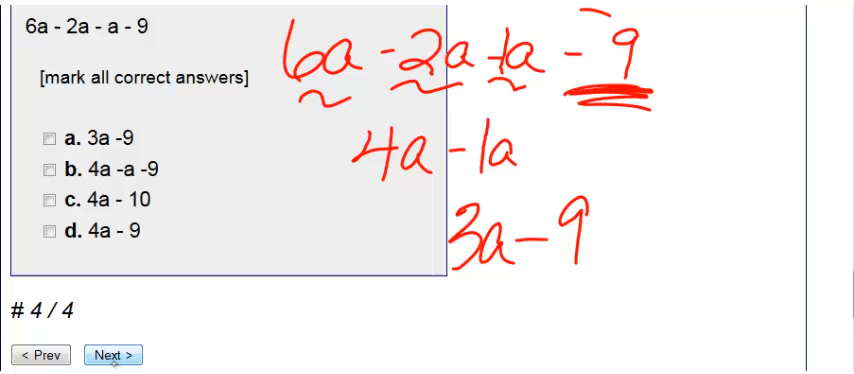 6a - 2a - a - 9
6a - 2a - 1a - 9
[mark all correct answers]
a. 3a -9
4a - 1a
b. 4a -a -9
c. 4a - 10
d. 4a - 9
3a - 9
# 4 / 4
< Prev Next >